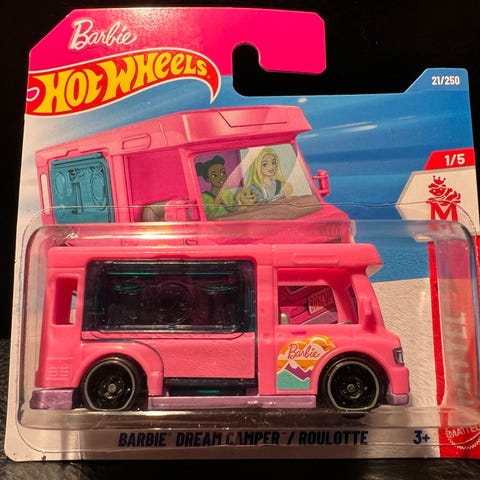 Barbie
HOT WHEELS
21/250
1/5
M
Barbie
BARBIE DREAM CAMPER / ROULOTTE
3+
MATTEL